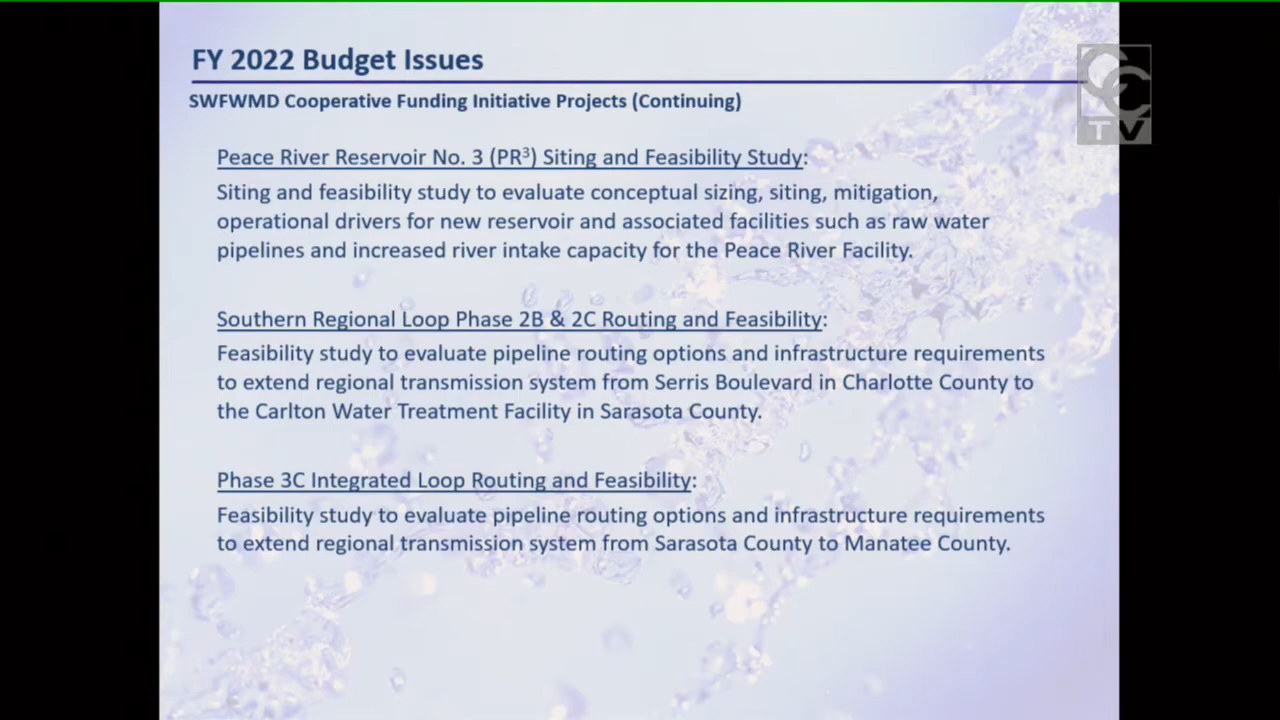 FY 2022 Budget Issues
SWFWMD Cooperative Funding Initiative Projects (Continuing)
Peace River Reservoir No. 3 (PR³) Siting and Feasibility Study:
Siting and feasibility study to evaluate conceptual sizing, siting, mitigation,
operational drivers for new reservoir and associated facilities such as raw water
pipelines and increased river intake capacity for the Peace River Facility.
Southern Regional Loop Phase 2B & 2C Routing and Feasibility:
Feasibility study to evaluate pipeline routing options and infrastructure requirements
to extend regional transmission system from Serris Boulevard in Charlotte County to
the Carlton Water Treatment Facility in Sarasota County.
Phase 3C Integrated Loop Routing and Feasibility:
Feasibility study to evaluate pipeline routing options and infrastructure requirements
to extend regional transmission system from Sarasota County to Manatee County.
CC
TV